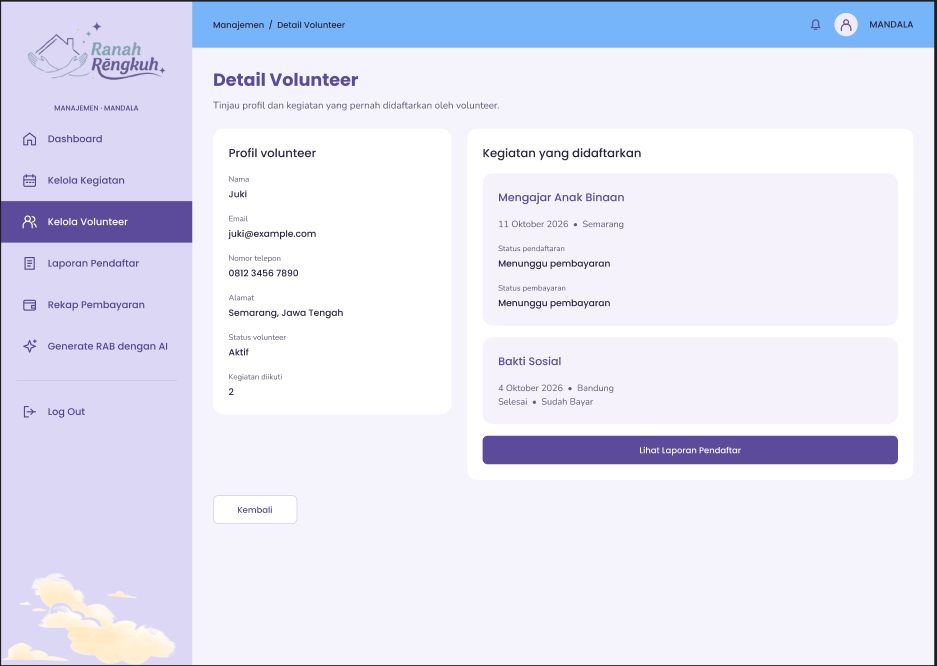 Ranah
Rēngkuh
MANAJEMEN · MANDALA
Dashboard
Kelola Kegiatan
Kelola Volunteer
Laporan Pendaftar
Rekap Pembayaran
Generate RAB dengan AI
Log Out
Manajemen / Detail Volunteer
MANDALA
Detail Volunteer
Tinjau profil dan kegiatan yang pernah didaftarkan oleh volunteer.
Profil volunteer
Nama
Juki
Email
juki@example.com
Nomor telepon
0812 3456 7890
Alamat
Semarang, Jawa Tengah
Status volunteer
Aktif
Kegiatan diikuti
2
Kegiatan yang didaftarkan
Mengajar Anak Binaan
11 Oktober 2026 • Semarang
Status pendaftaran
Menunggu pembayaran
Status pembayaran
Menunggu pembayaran
Bakti Sosial
4 Oktober 2026 • Bandung
Selesai • Sudah Bayar
Lihat Laporan Pendaftar
Kembali